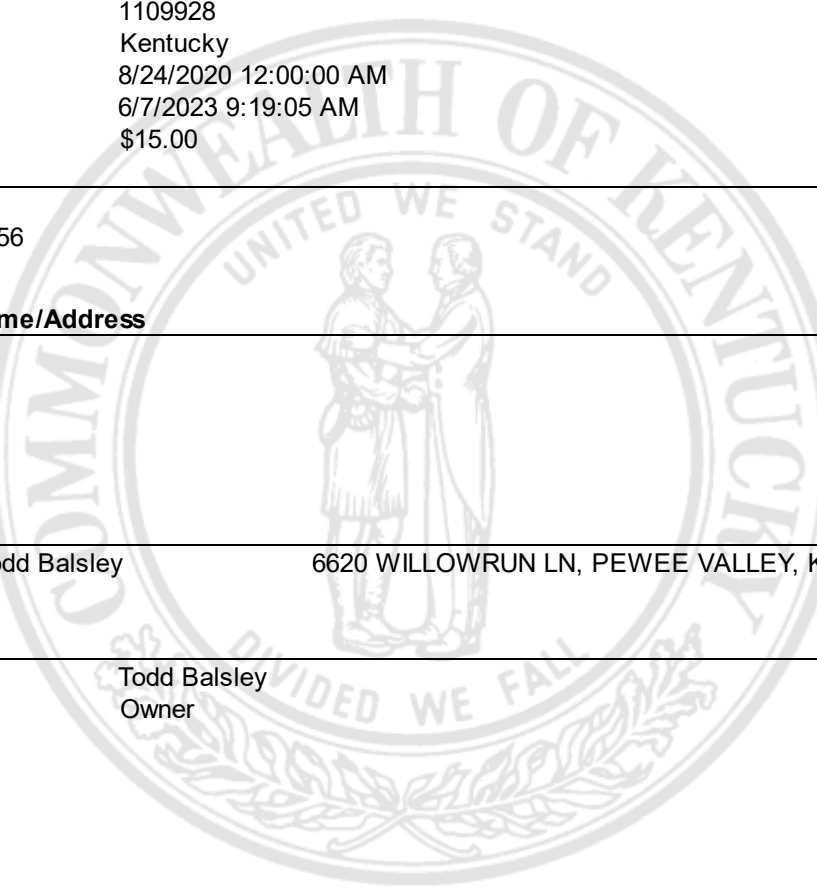 1109928
Kentucky
8/24/2020 12:00:00 AM
6/7/2023 9:19:05 AM
$15.00
COMMONWEALTH OF KENTUCKY
UNITED WE STAND
56
me/Address
odd Balsley 6620 WILLOWRUN LN, PEWEE VALLEY, K
DIVIDED WE FALL
Todd Balsley
Owner